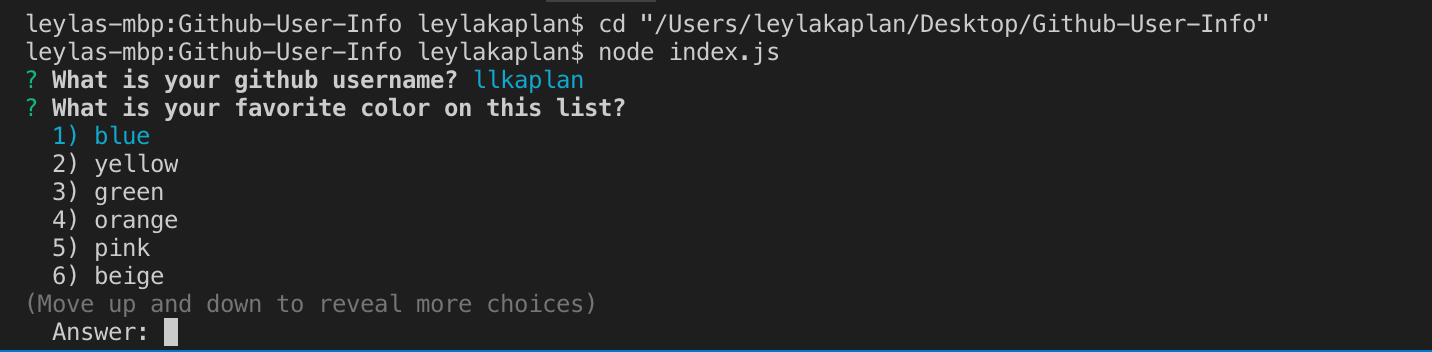 leylas-mbp:Github-User-Info leylakaplan$ cd "/Users/leylakaplan/Desktop/Github-User-Info"
leylas-mbp:Github-User-Info leylakaplan$ node index.js
? What is your github username? llkaplan
? What is your favorite color on this list?
1) blue
2) yellow
3) green
4) orange
5) pink
6) beige
(Move up and down to reveal more choices)
Answer: